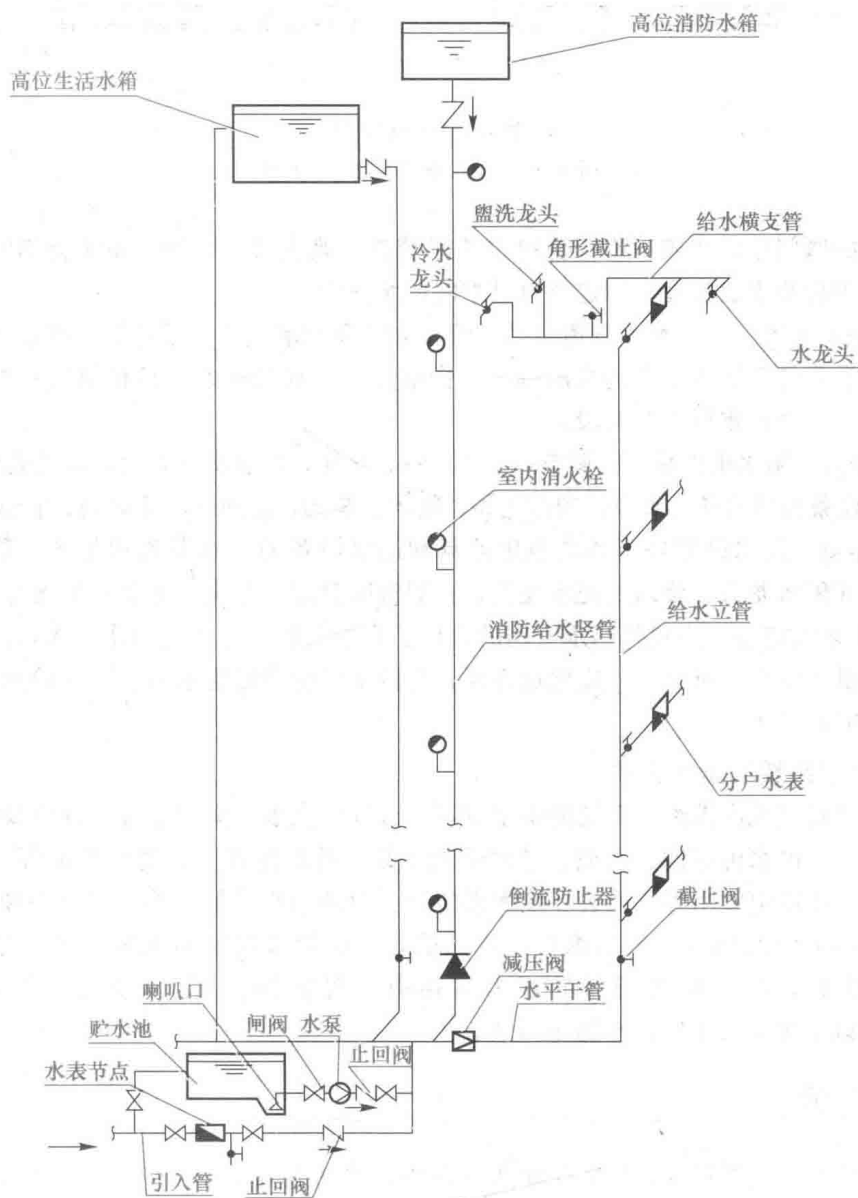 高位消防水箱
高位生活水箱
盥洗龙头
给水横支管
角形截止阀
冷水
龙头
水龙头
室内消火栓
给水立管
消防给水竖管
分户水表
倒流防止器
截止阀
减压阀
水平干管
喇叭口
闸阀
水泵
贮水池
止回阀
水表节点
引入管
止回阀